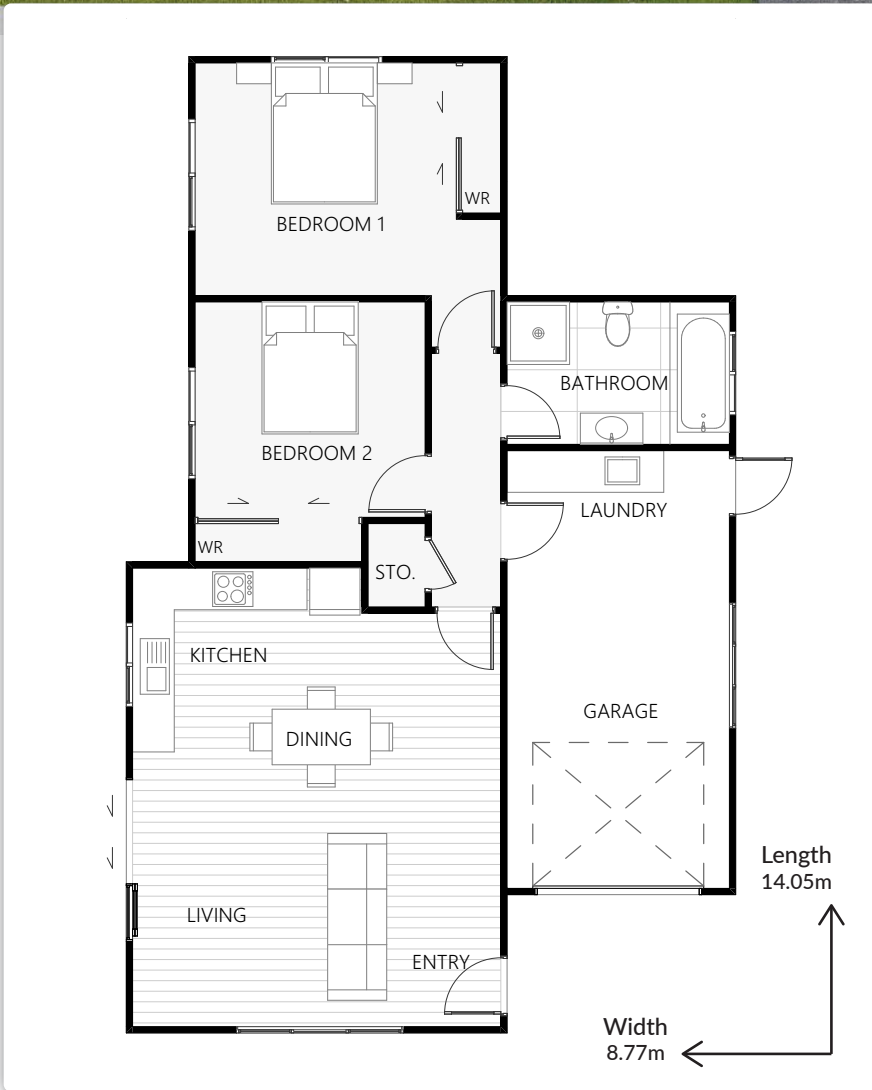 WR
BEDROOM 1
BATHROOM
BEDROOM 2
LAUNDRY
WR
STO.
KITCHEN
GARAGE
DINING
Length
14.05m
LIVING
ENTRY
Width
8.77m